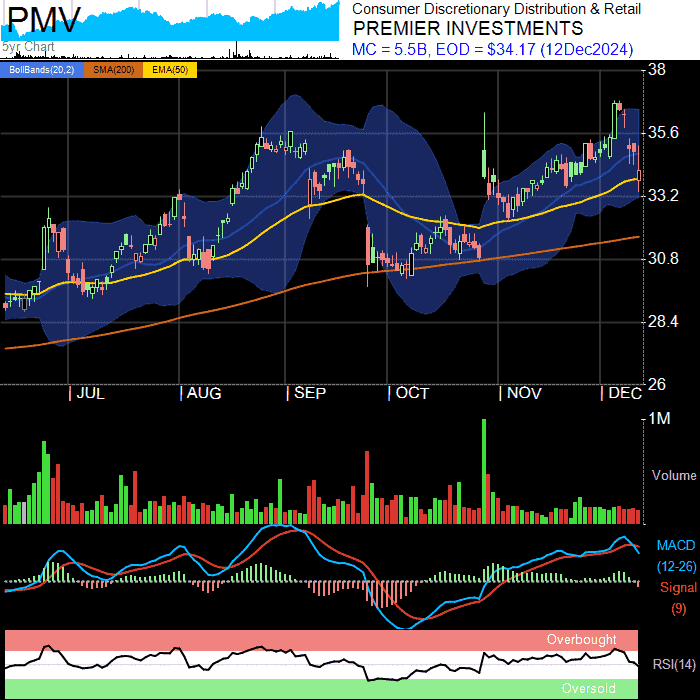 PMV
5yr Chart
Consumer Discretionary Distribution & Retail
PREMIER INVESTMENTS
MC = 5.5B, EOD = $34.17 (12Dec2024)
BollBands(20,2) SMA(200) EMA(50)
38
35.6
33.2
30.8
28.4
26
JUL AUG SEP OCT NOV DEC
1M
Volume
MACD
(12-26)
Signal
(9)
Overbought
RSI(14)
Oversold